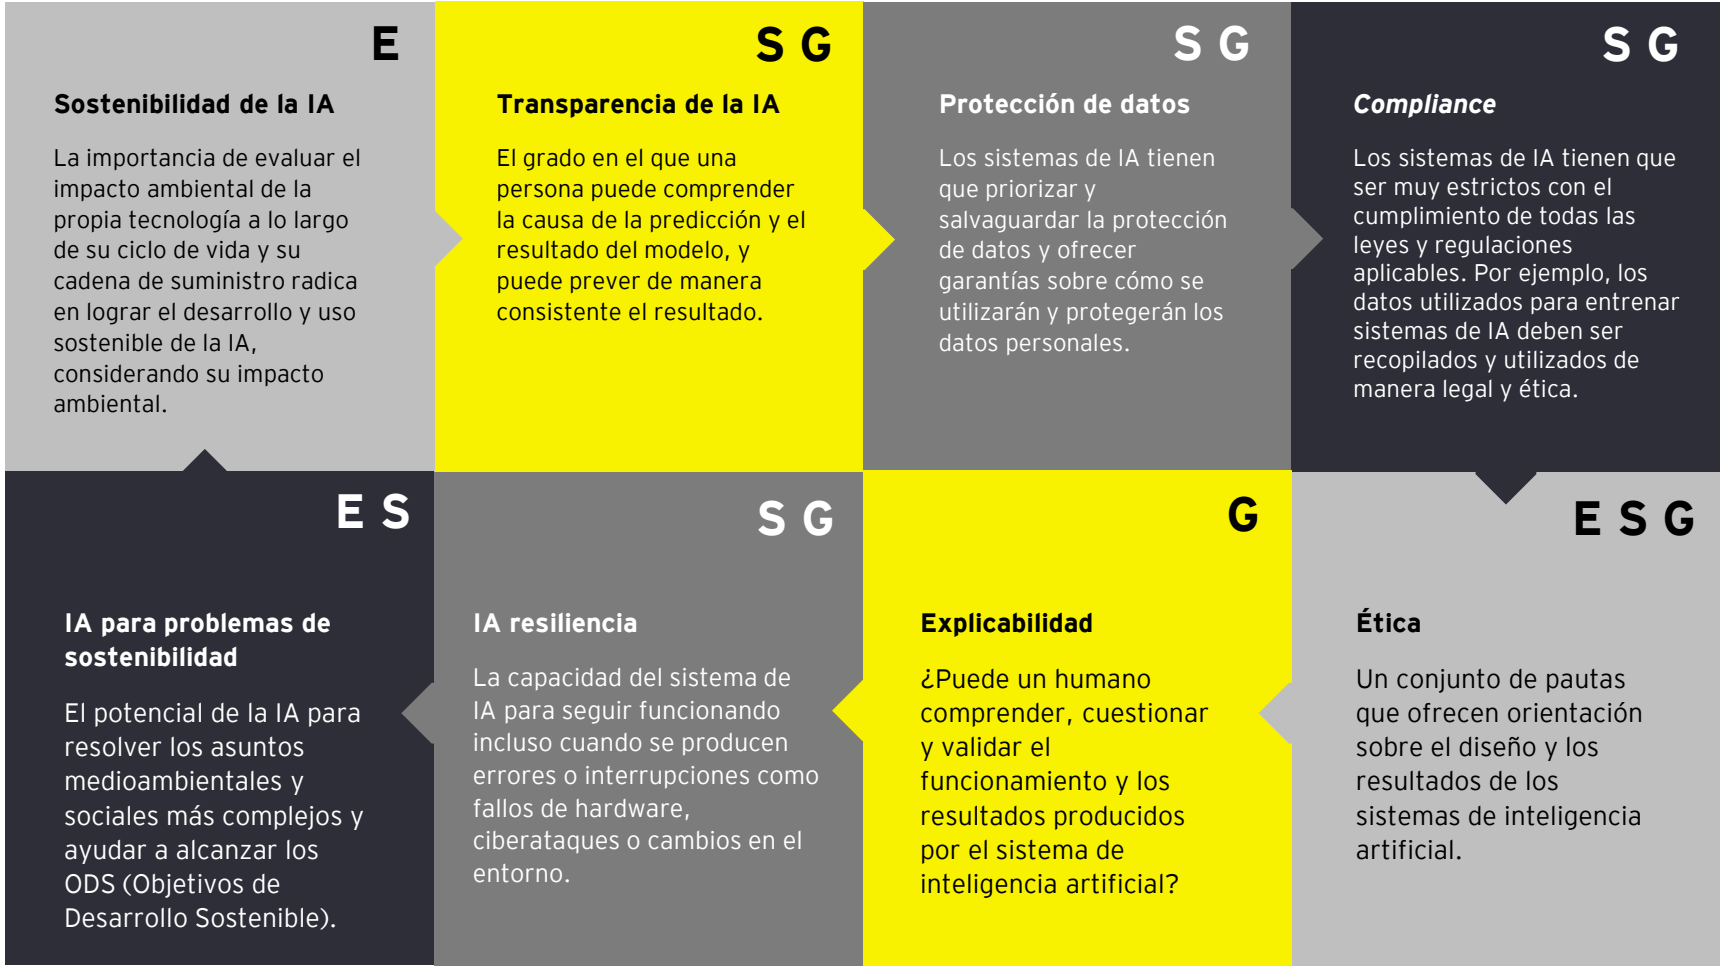 E
Sostenibilidad de la IA
La importancia de evaluar el
impacto ambiental de la
propia tecnología a lo largo
de su ciclo de vida y su
cadena de suministro radica
en lograr el desarrollo y uso
sostenible de la IA,
considerando su impacto
ambiental.
S G
Transparencia de la IA
El grado en el que una
persona puede comprender
la causa de la predicción y el
resultado del modelo, y
puede prever de manera
consistente el resultado.
S G
Protección de datos
Los sistemas de IA tienen
que priorizar y
salvaguardar la protección
de datos y ofrecer
garantías sobre cómo se
utilizarán y protegerán los
datos personales.
S G
Compliance
Los sistemas de IA tienen que
ser muy estrictos con el
cumplimiento de todas las
leyes y regulaciones
aplicables. Por ejemplo, los
datos utilizados para entrenar
sistemas de IA deben ser
recopilados y utilizados de
manera legal y ética.
E S
IA para problemas de
sostenibilidad
El potencial de la IA para
resolver los asuntos
medioambientales y
sociales más complejos y
ayudar a alcanzar los
ODS (Objetivos de
Desarrollo Sostenible).
S G
IA resiliencia
La capacidad del sistema de
IA para seguir funcionando
incluso cuando se producen
errores o interrupciones como
fallos de hardware,
ciberataques o cambios en el
entorno.
G
Explicabilidad
¿Puede un humano
comprender, cuestionar
y validar el
funcionamiento y los
resultados producidos
por el sistema de
inteligencia artificial?
E S G
Ética
Un conjunto de pautas
que ofrecen orientación
sobre el diseño y los
resultados de los
sistemas de inteligencia
artificial.